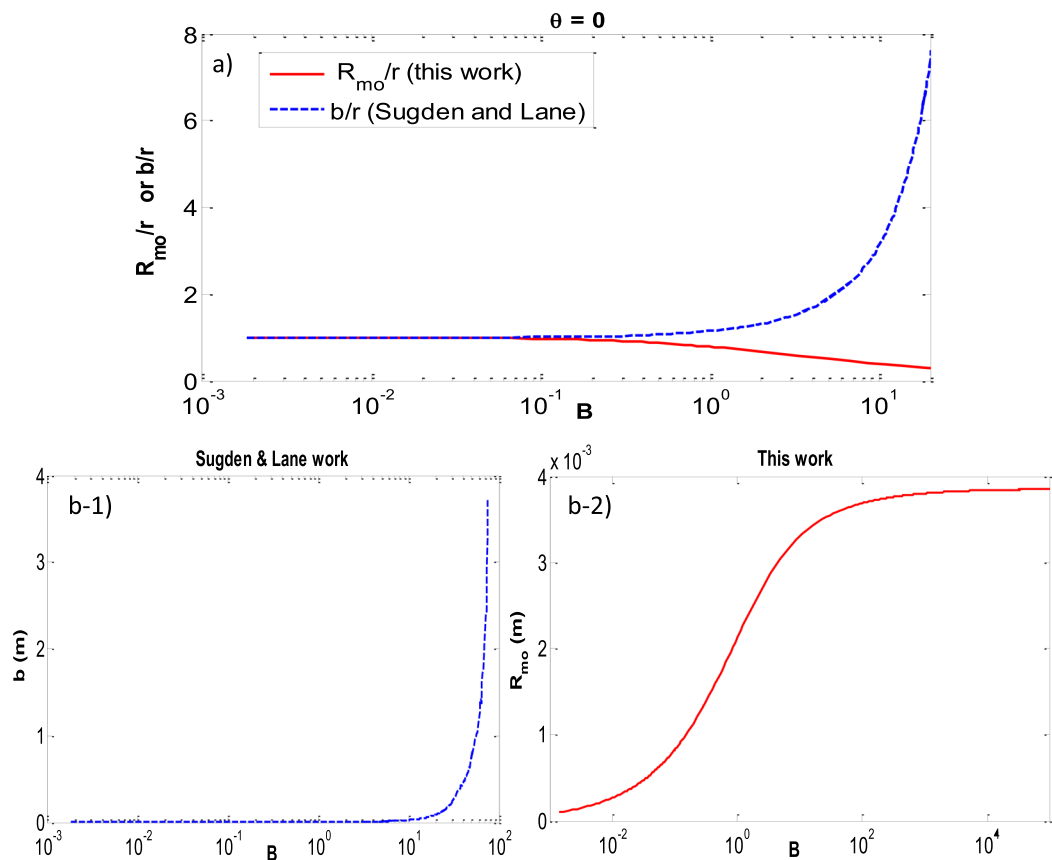 θ = 0
a)
R_mo/r (this work)
b/r (Sugden and Lane)
R_mo/r or b/r
8
6
4
2
0
10^-3
10^-2
10^-1
10^0
10^1
B
Sugden & Lane work
b-1)
b (m)
4
3
2
1
0
10^-3
10^-2
10^-1
10^0
10^1
10^2
B
This work
x 10^-3
b-2)
R_mo (m)
4
3
2
1
0
10^-2
10^0
10^2
10^4
B